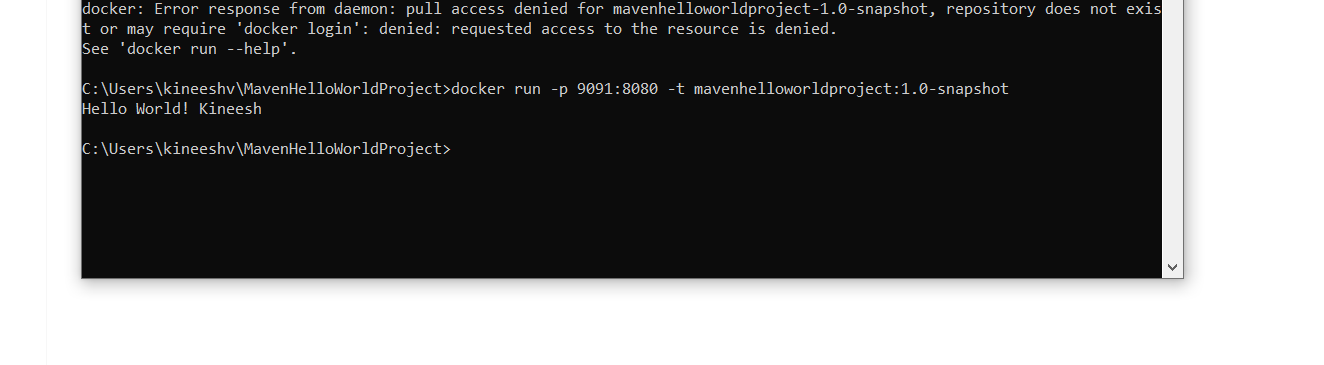 docker: Error response from daemon: pull access denied for mavenhelloworldproject-1.0-snapshot, repository does not exis
t or may require 'docker login': denied: requested access to the resource is denied.
See 'docker run --help'.
C:\Users\kineeshv\MavenHelloWorldProject>docker run -p 9091:8080 -t mavenhelloworldproject:1.0-snapshot
Hello World! Kineesh
C:\Users\kineeshv\MavenHelloWorldProject>